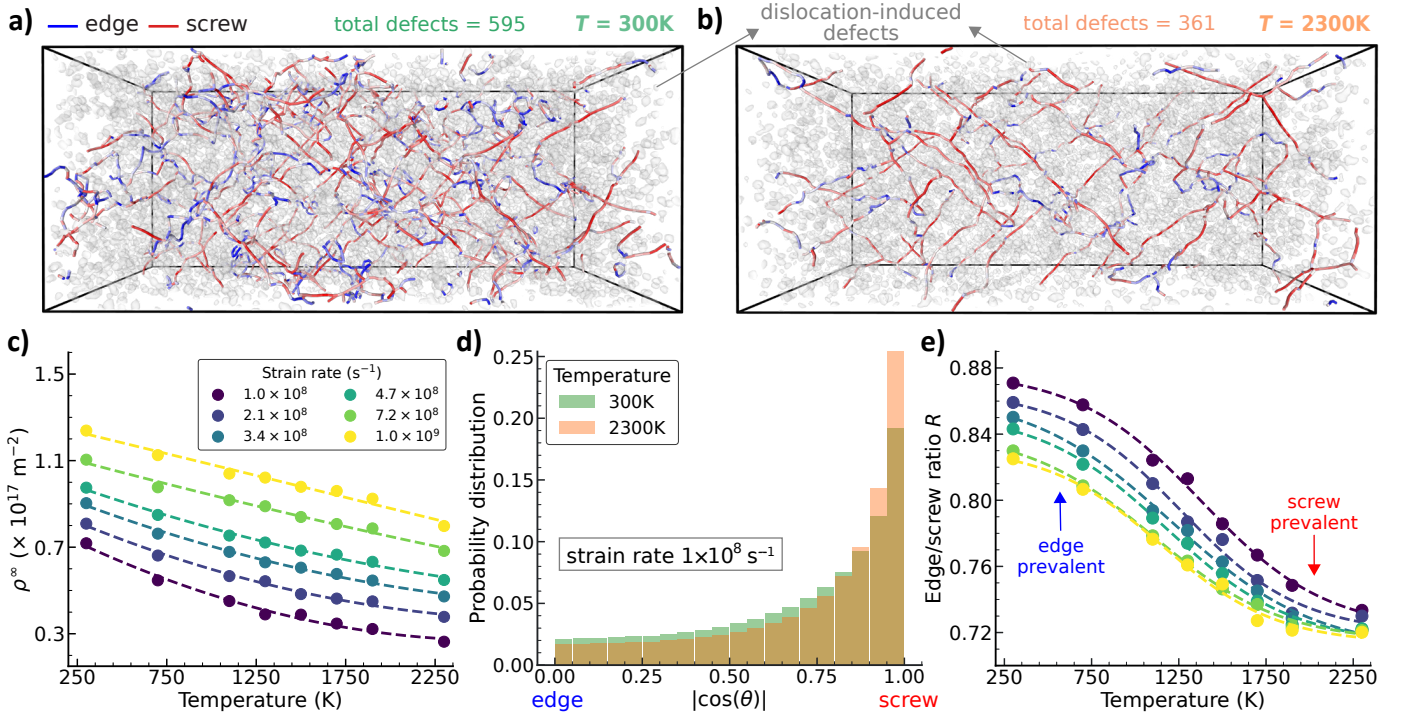 a) edge screw total defects = 595 T = 300K
dislocation-induced
defects
b) total defects = 361 T = 2300K
c)
ρ∞ (× 10¹⁷ m⁻²)
1.5
1.1
0.7
0.3
Strain rate (s⁻¹)
1.0 × 10⁸ 4.7 × 10⁸
2.1 × 10⁸ 7.2 × 10⁸
3.4 × 10⁸ 1.0 × 10⁹
250 750 1250 1750 2250
Temperature (K)
d)
Probability distribution
0.25
0.20
0.15
0.10
0.05
0.00
Temperature
300K
2300K
strain rate 1×10⁸ s⁻¹
0.0 0.25 0.50 0.75 1.00
edge |cos(θ)| screw
e)
Edge/screw ratio R
0.88
0.84
0.80
0.76
0.72
edge
prevalent
screw
prevalent
250 750 1250 1750 2250
Temperature (K)